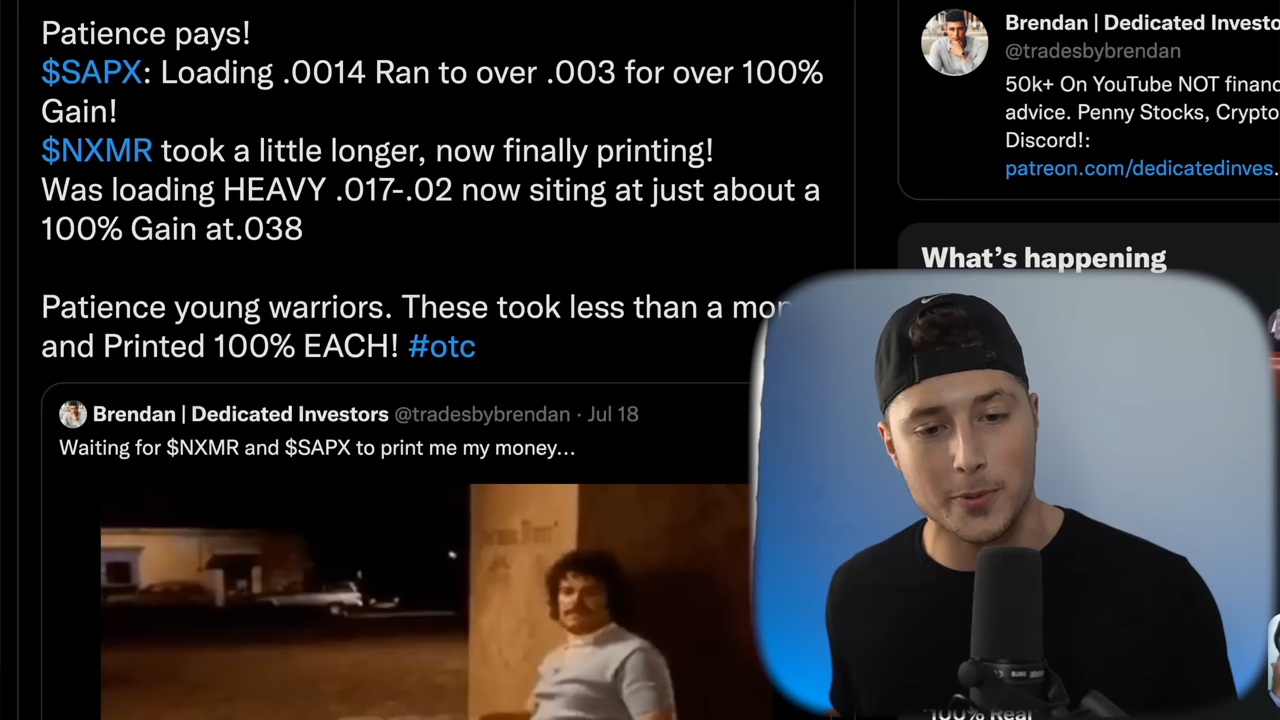 Patience pays!
$SAPX: Loading .0014 Ran to over .003 for over 100%
Gain!
$NXMR took a little longer, now finally printing!
Was loading HEAVY .017-.02 now siting at just about a
100% Gain at.038
Patience young warriors. These took less than a
and Printed 100% EACH! #otc
Brendan | Dedicated Investors @tradesbybrendan · Jul 18
Waiting for $NXMR and $SAPX to print me my money...
Brendan | Dedicated Investo
@tradesbybrendan
50k+ On YouTube NOT financ
advice. Penny Stocks, Crypto
Discord!:
patreon.com/dedicatedinves.
What's happening
100% Real